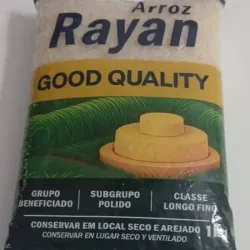 Arroz
Rayan
GOOD QUALITY
GRUPO
BENEFICIADO
SUBGRUPO
POLIDO
CLASSE
LONGO FINO
CONSERVAR EM LOCAL SECO E AREJADO
CONSERVAR EN LUGAR SECO Y VENTILADO